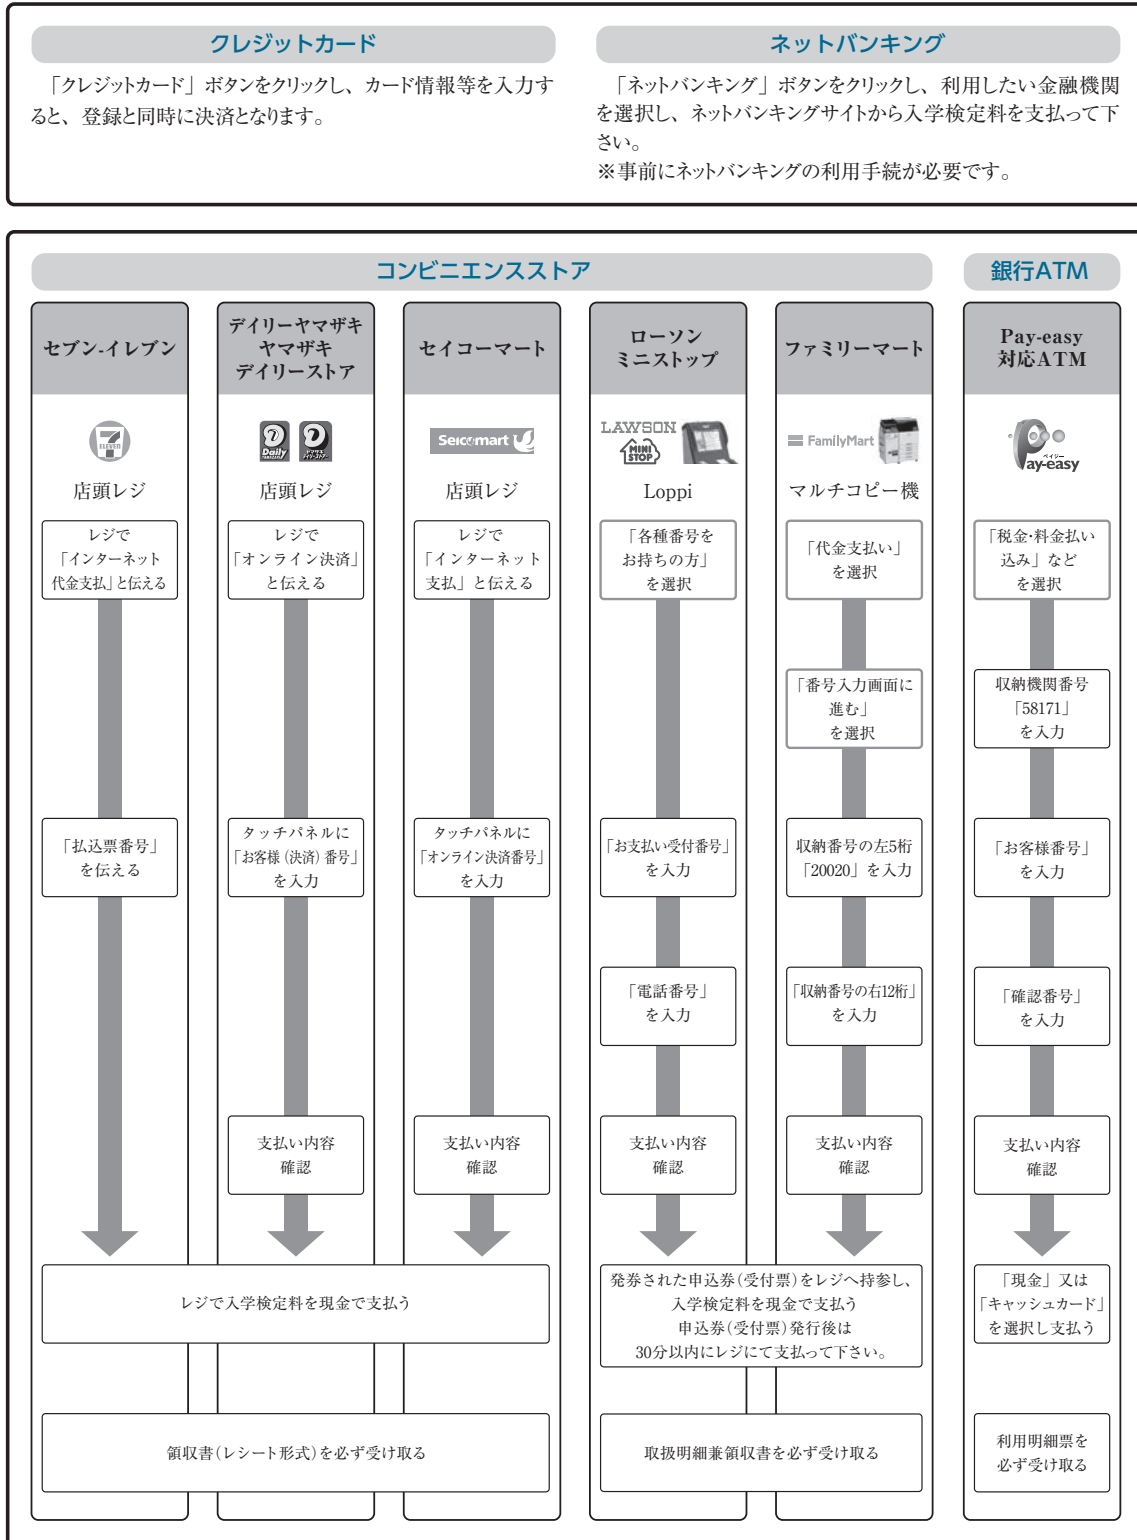 クレジットカード
「クレジットカード」ボタンをクリックし、カード情報等を入力す
ると、登録と同時に決済となります。
ネットバンキング
「ネットバンキング」ボタンをクリックし、利用したい金融機関
を選択し、ネットバンキングサイトから入学検定料を支払って下
さい。
※事前にネットバンキングの利用手続が必要です。
コンビニエンスストア
銀行ATM
セブン-イレブン
7
ELEVEN
店頭レジ
レジで
「インターネット
代金支払」と伝える
「払込票番号」
を伝える
デイリーヤマザキ
ヤマザキ
デイリーストア
Daily
YAMAZAKI
ヤマザキ
デイリーストアー
店頭レジ
レジで
「オンライン決済」
と伝える
タッチパネルに
「お客様(決済)番号」
を入力
支払い内容
確認
セイコーマート
Seicomart
店頭レジ
レジで
「インターネット
支払」と伝える
タッチパネルに
「オンライン決済番号」
を入力
支払い内容
確認
レジで入学検定料を現金で支払う
領収書(レシート形式)を必ず受け取る
ローソン
ミニストップ
LAWSON
MINI
STOP
Loppi
「各種番号を
お持ちの方」
を選択
「お支払い受付番号」
を入力
「電話番号」
を入力
支払い内容
確認
ファミリーマート
FamilyMart
マルチコピー機
「代金支払い」
を選択
「番号入力画面に
進む」
を選択
収納番号の左5桁
「20020」を入力
「収納番号の右12桁」
を入力
支払い内容
確認
発券された申込券(受付票)をレジへ持参し、
入学検定料を現金で支払う
申込券(受付票)発行後は
30分以内にレジにて支払って下さい。
取扱明細兼領収書を必ず受け取る
Pay-easy
対応ATM
ペイジー
Pay-easy
「税金・料金払い
込み」など
を選択
収納機関番号
「58171」
を入力
「お客様番号」
を入力
「確認番号」
を入力
支払い内容
確認
「現金」又は
「キャッシュカード」
を選択し支払う
利用明細票を
必ず受け取る